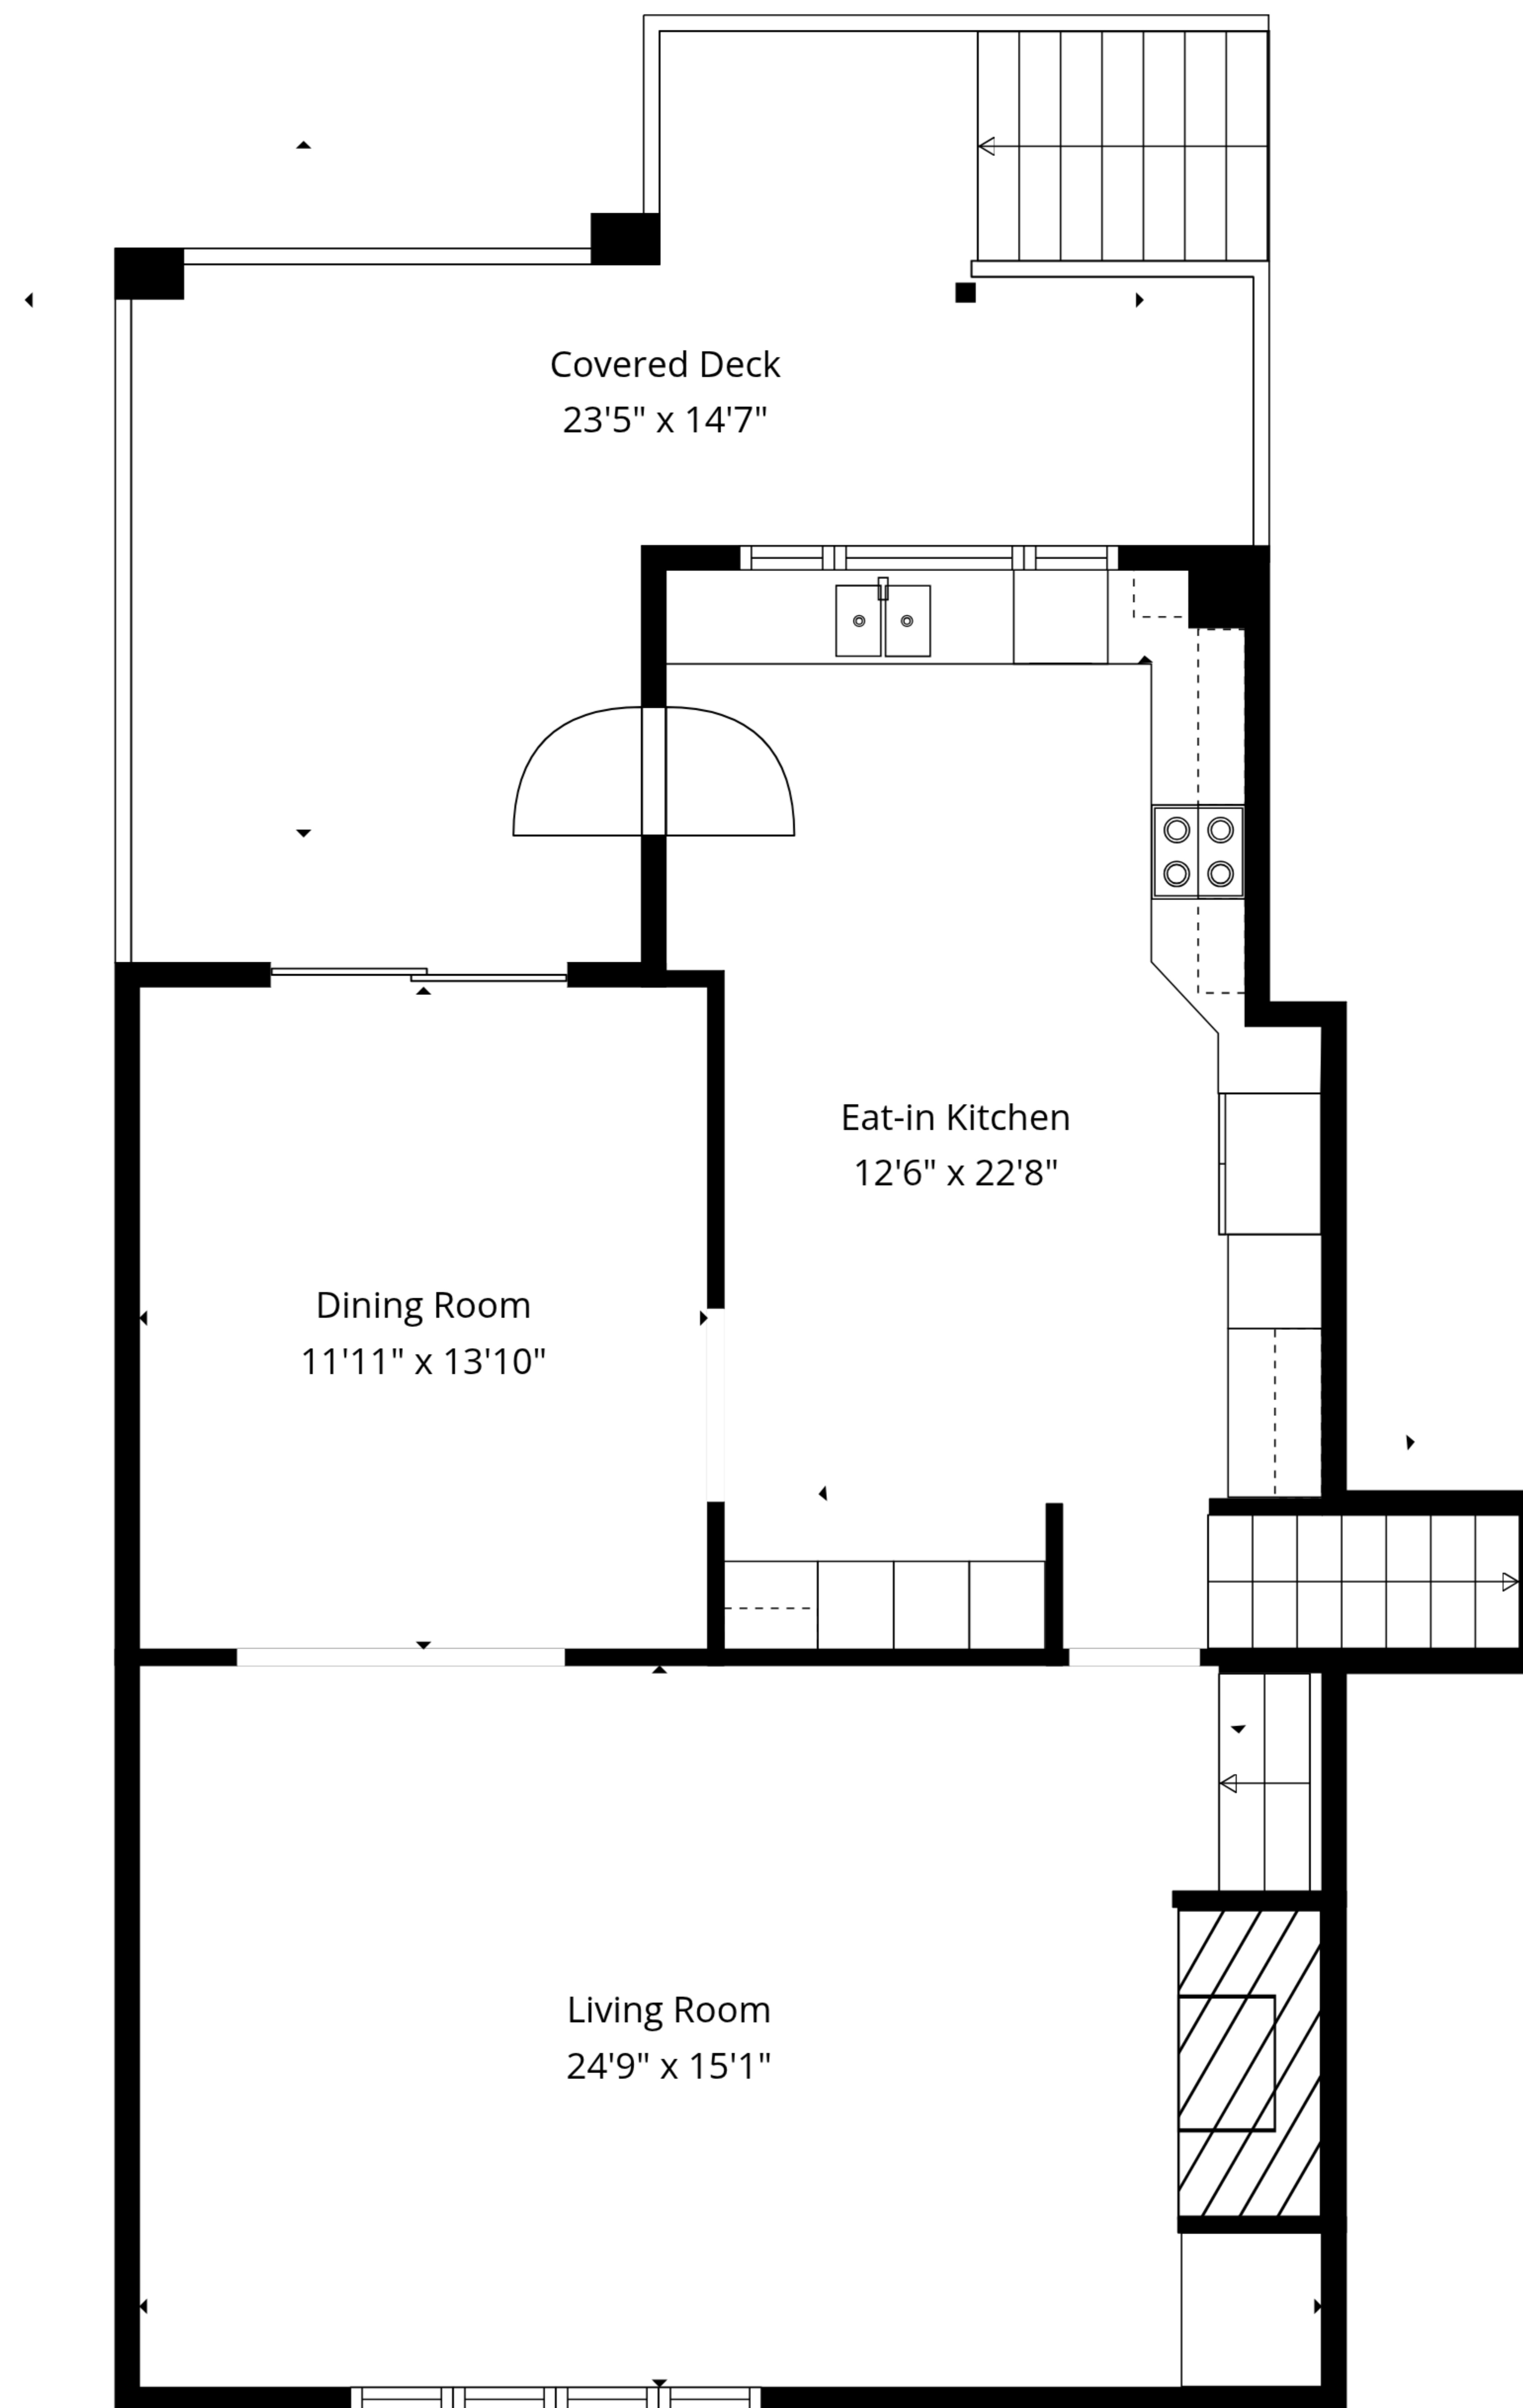 Covered Deck
23'5" x 14'7"
Eat-in Kitchen
12'6" x 22'8"
Dining Room
11'11" x 13'10"
Living Room
24'9" x 15'1"